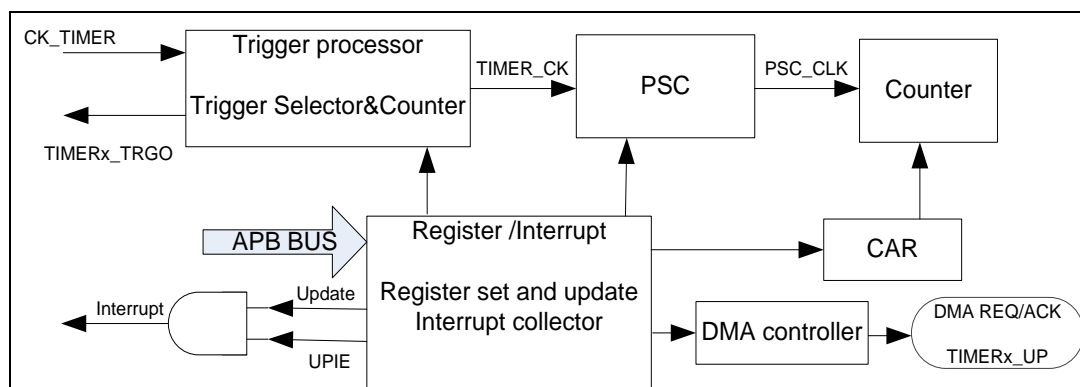 CK_TIMER
TIMERx_TRGO
Trigger processor
Trigger Selector&Counter
TIMER_CK
PSC
PSC_CLK
Counter
APB BUS
Register /Interrupt
Register set and update
Interrupt collector
CAR
Interrupt
Update
UPIE
DMA controller
DMA REQ/ACK
TIMERx_UP